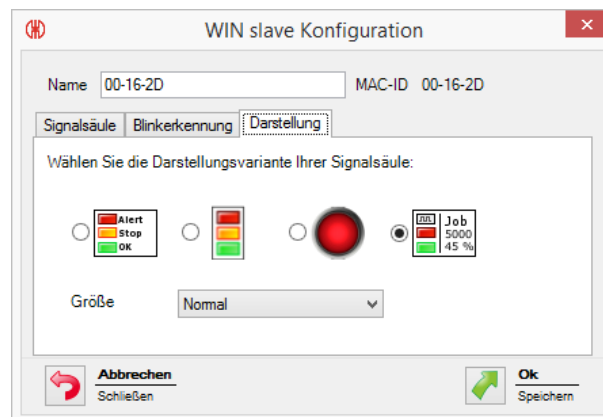 WIN slave Konfiguration
Name 00-16-2D MAC-ID 00-16-2D
Signalsäule Blinkerkennung Darstellung
Wählen Sie die Darstellungsvariante Ihrer Signalsäule:
Alert
Stop
OK
Job
5000
45 %
Größe Normal
Abbrechen
Schließen
Ok
Speichern